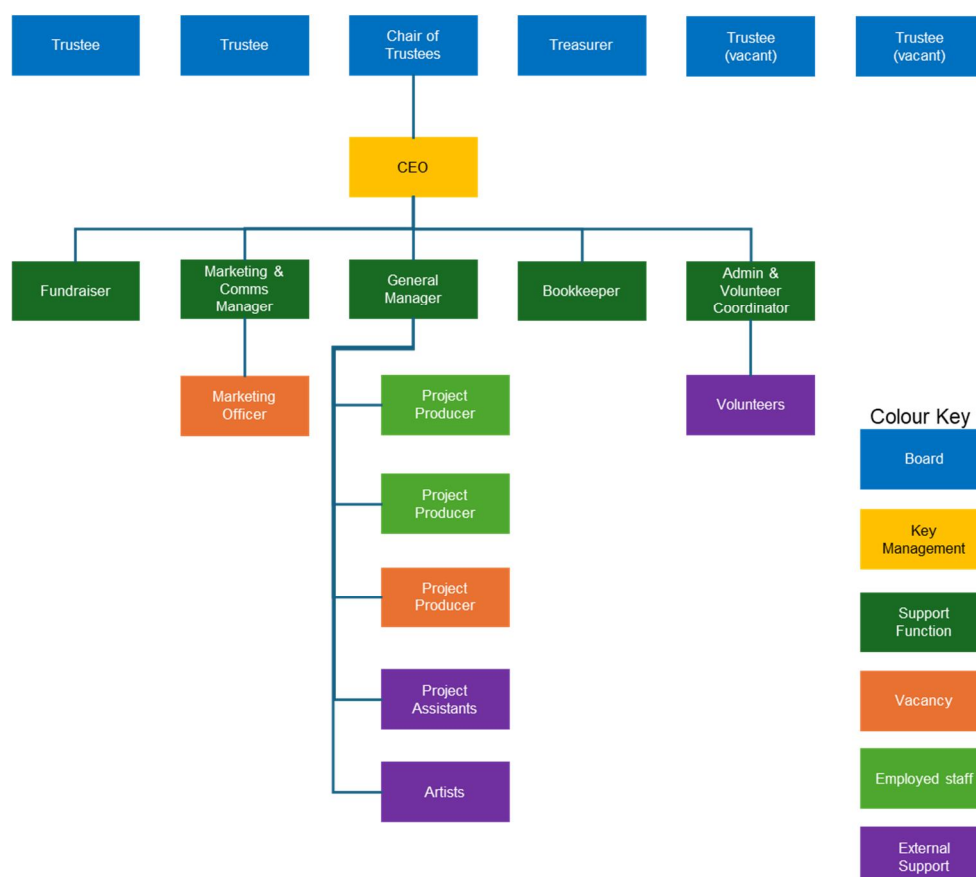 Trustee
Trustee
Chair of
Trustees
Treasurer
Trustee
(vacant)
Trustee
(vacant)
CEO
Fundraiser
Marketing &
Comms
Manager
General
Manager
Bookkeeper
Admin &
Volunteer
Coordinator
Marketing
Officer
Project
Producer
Volunteers
Project
Producer
Project
Producer
Project
Assistants
Artists
Colour Key
Board
Key
Management
Support
Function
Vacancy
Employed staff
External
Support